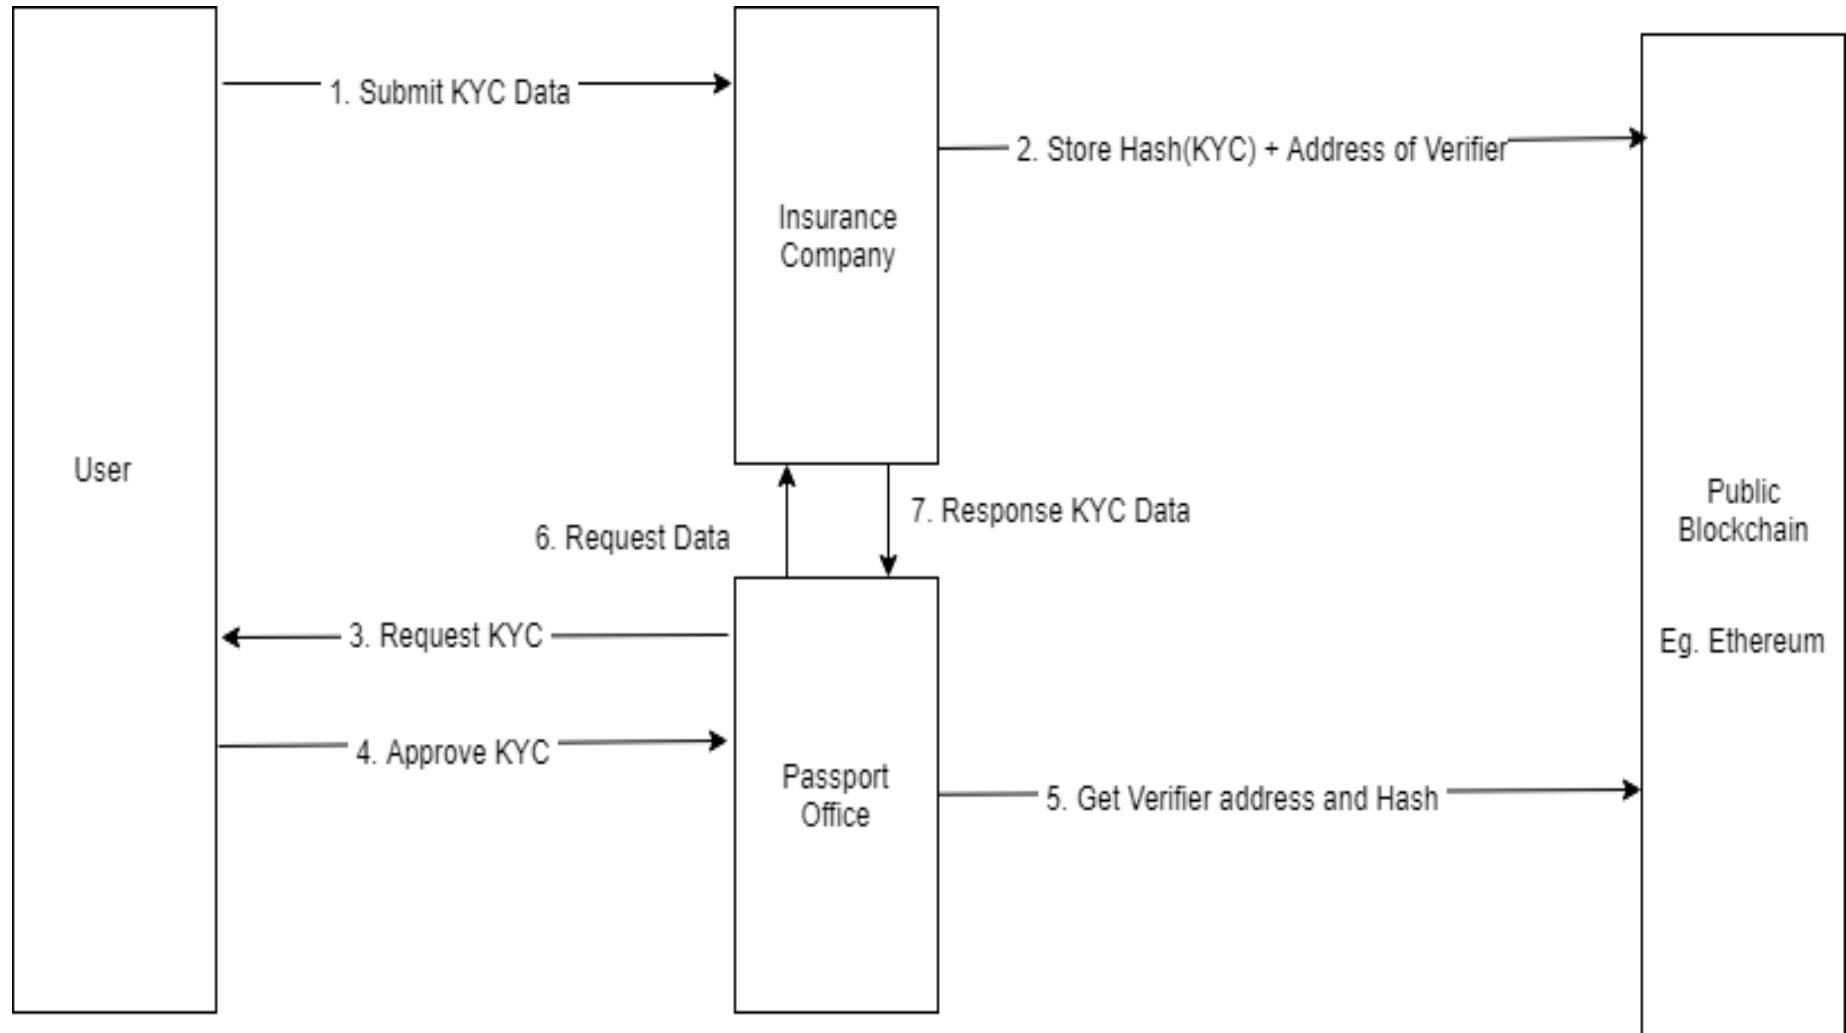 1. Submit KYC Data
2. Store Hash(KYC) + Address of Verifier
Insurance
Company
User
Public
Blockchain
Eg. Ethereum
7. Response KYC Data
6. Request Data
3. Request KYC
4. Approve KYC
Passport
Office
5. Get Verifier address and Hash